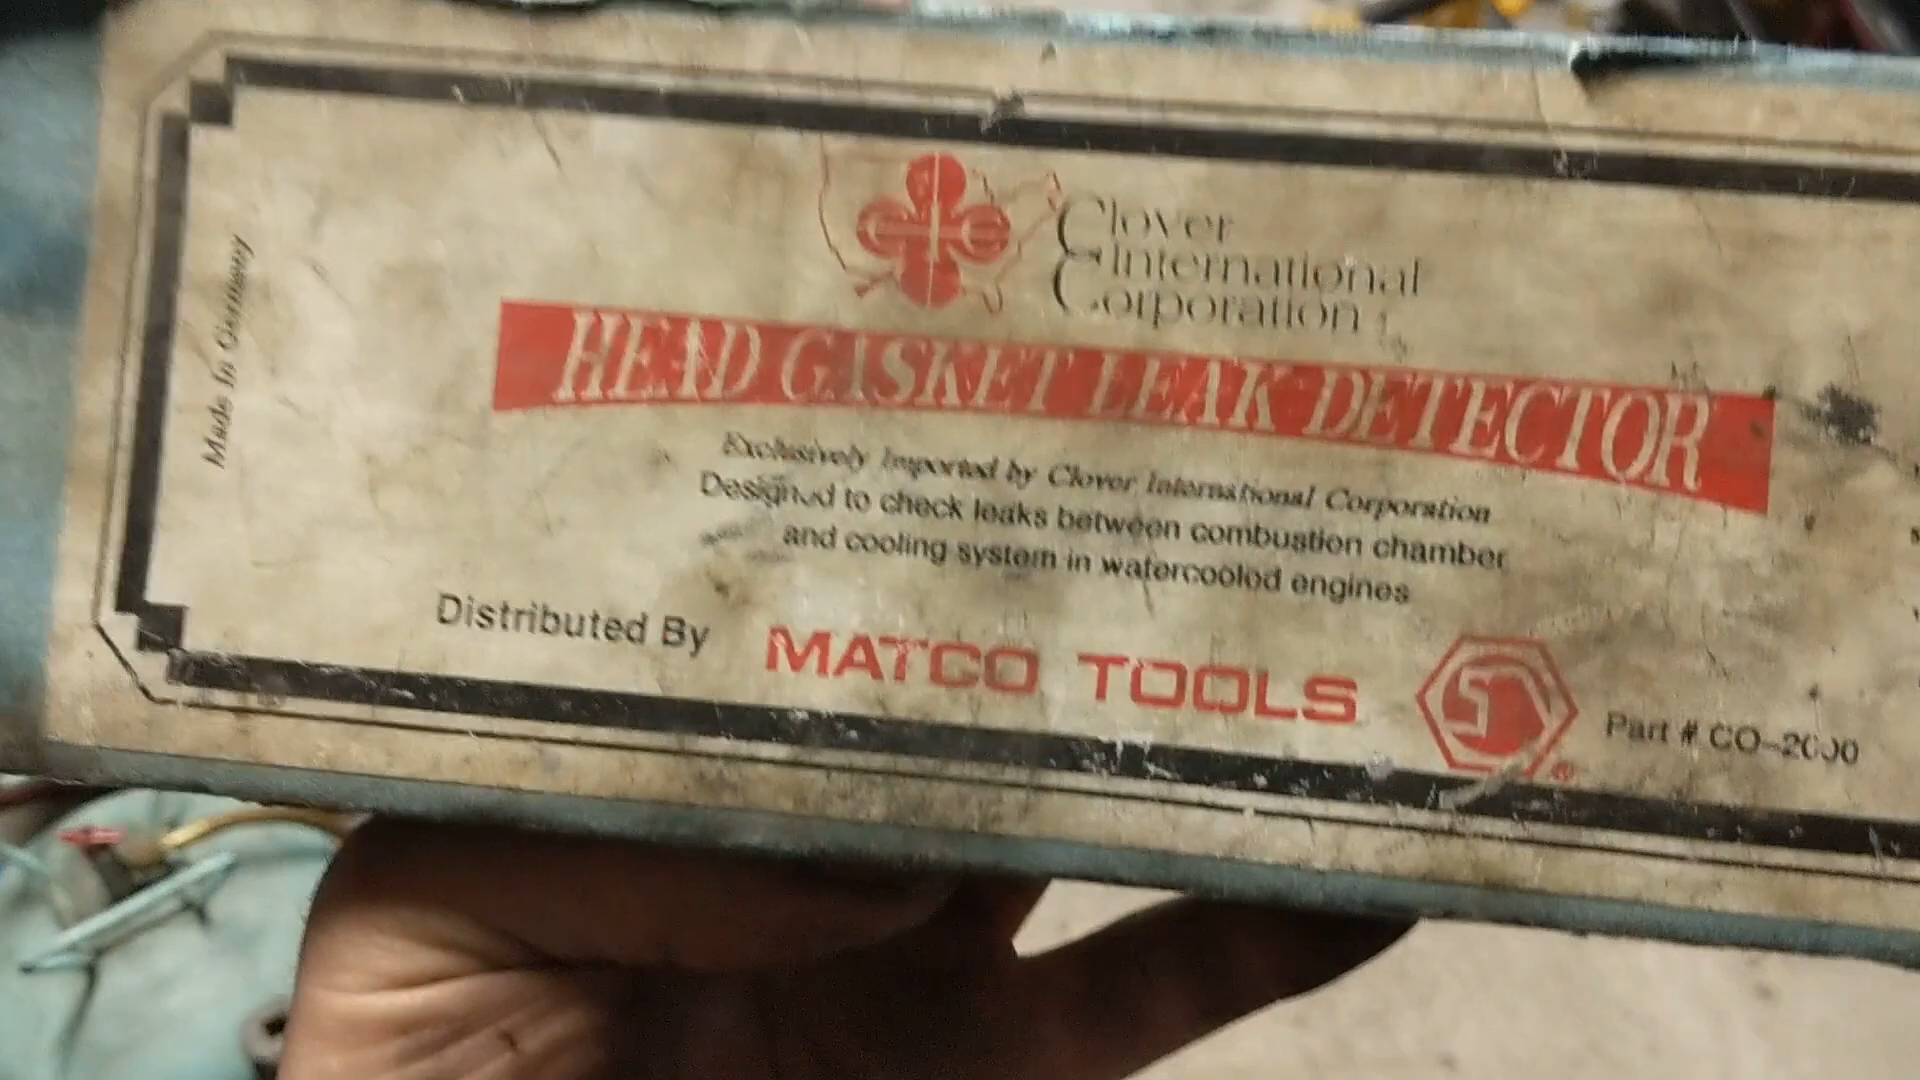 Clover
International
Corporation
HEAD GASKET LEAK DETECTOR
Exclusively Imported by Clover International Corporation
Designed to check leaks between combustion chamber
and cooling system in watercooled engines
Distributed By MATCO TOOLS ®
Part # CO-2000
Made In Germany